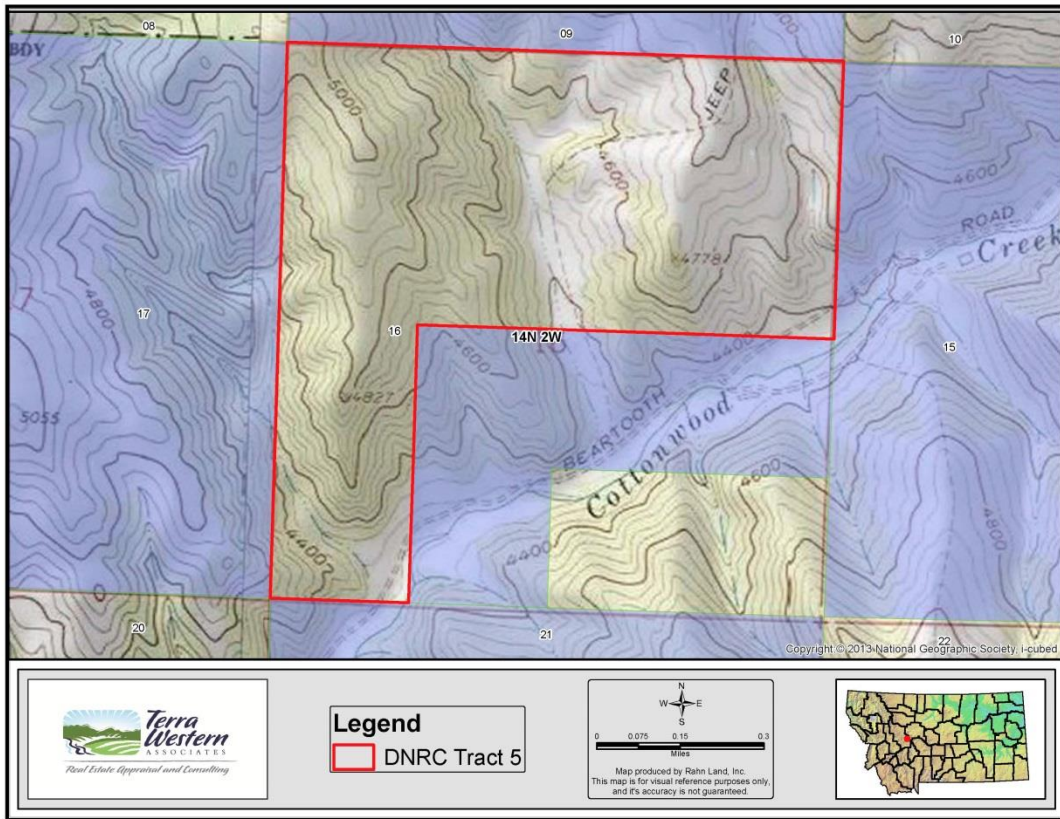 08
09
10
BDY
5000
JEEP
4600
4600
ROAD
Creek
4778
4800
17
16
14N 2W
4400
15
4600
4827
5055
BEARTOOTH
Cottonwood
4600
4400
4400
4800
20
21
22
Copyright © 2013 National Geographic Society, i-cubed
Terra
Western
ASSOCIATES
Real Estate Appraisal and Consulting
Legend
DNRC Tract 5
N
W E
S
0 0.075 0.15 0.3
Miles
Map produced by Rahn Land, Inc.
This map is for visual reference purposes only,
and it's accuracy is not guaranteed.